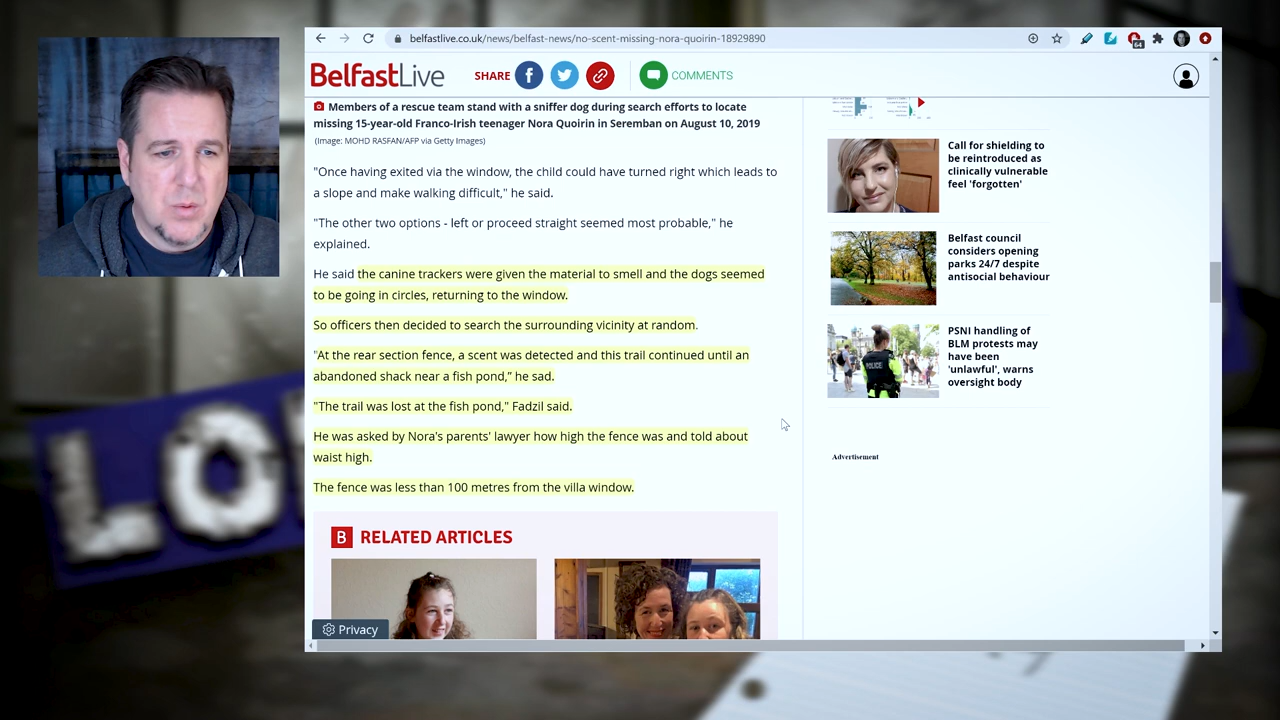 belfastlive.co.uk/news/belfast-news/no-scent-missing-nora-quoirin-18929890
64
BelfastLive
SHARE
COMMENTS
Members of a rescue team stand with a sniffer dog during search efforts to locate
missing 15-year-old Franco-Irish teenager Nora Quoirin in Seremban on August 10, 2019
(Image: MOHD RASFAN/AFP via Getty Images)
"Once having exited via the window, the child could have turned right which leads to
a slope and make walking difficult," he said.
"The other two options - left or proceed straight seemed most probable," he
explained.
He said the canine trackers were given the material to smell and the dogs seemed
to be going in circles, returning to the window.
So officers then decided to search the surrounding vicinity at random.
"At the rear section fence, a scent was detected and this trail continued until an
abandoned shack near a fish pond,” he sad.
"The trail was lost at the fish pond," Fadzil said.
He was asked by Nora's parents' lawyer how high the fence was and told about
waist high.
The fence was less than 100 metres from the villa window.
B RELATED ARTICLES
Privacy
Call for shielding to
be reintroduced as
clinically vulnerable
feel 'forgotten'
Belfast council
considers opening
parks 24/7 despite
antisocial behaviour
PSNI handling of
BLM protests may
have been
'unlawful', warns
oversight body
POLICE
Advertisement
LO